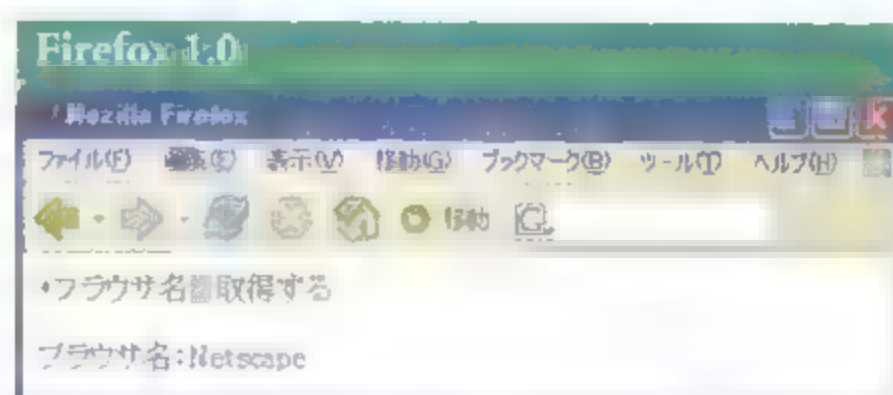 Firefox 1.0
Mozilla Firefox
ファイル(F) 表示(V) 移動(G) ブックマーク(B) ツール(T) ヘルプ(H)
移動
•ブラウザ名を取得する
ブラウザ名:Netscape